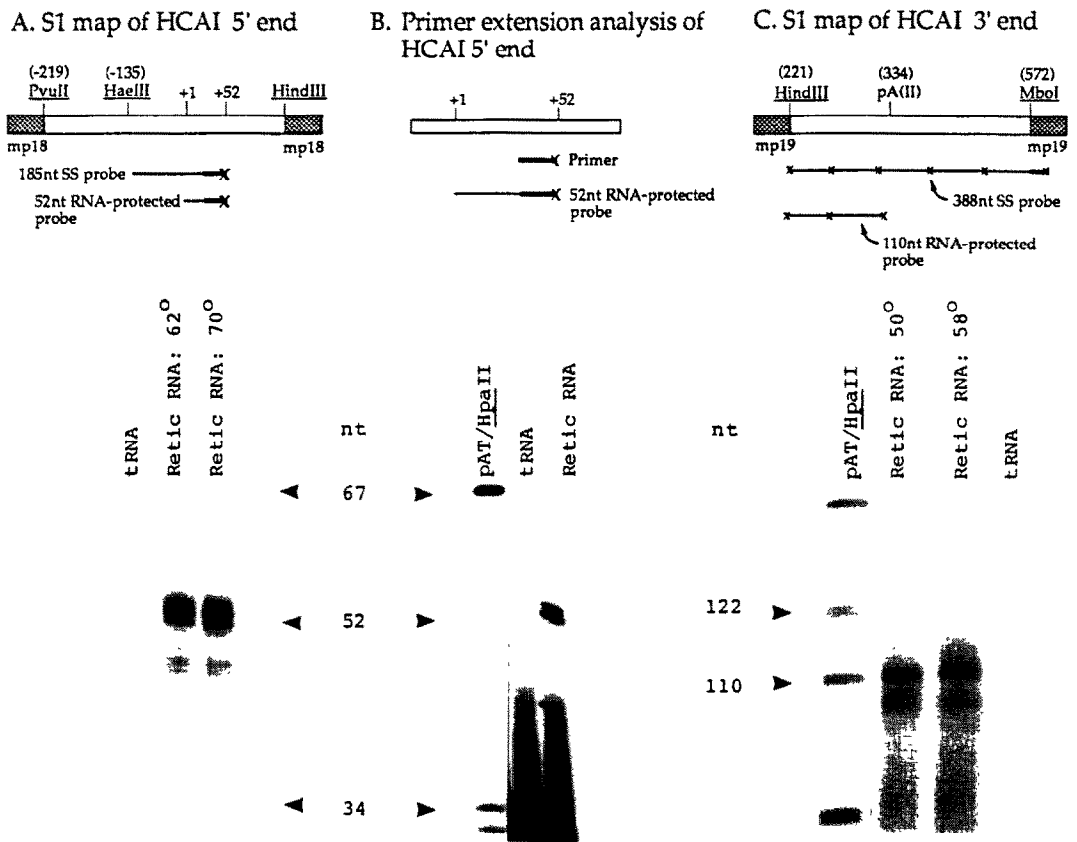 A. S1 map of HCAI 5' end
(-219)
PvuII
(-135)
HaeIII
+1
+52
HindIII
mp18
mp18
185nt SS probe
52nt RNA-protected
probe
B. Primer extension analysis of
HCAI 5' end
+1
+52
Primer
52nt RNA-protected
probe
C. S1 map of HCAI 3' end
(221)
HindIII
(334)
pA(II)
(572)
MboI
mp19
mp19
388nt SS probe
110nt RNA-protected
probe
tRNA
Retic RNA: 62°
Retic RNA: 70°
nt
67
52
34
pAT/HpaII
tRNA
Retic RNA
nt
122
110
pAT/HpaII
Retic RNA: 50°
Retic RNA: 58°
tRNA